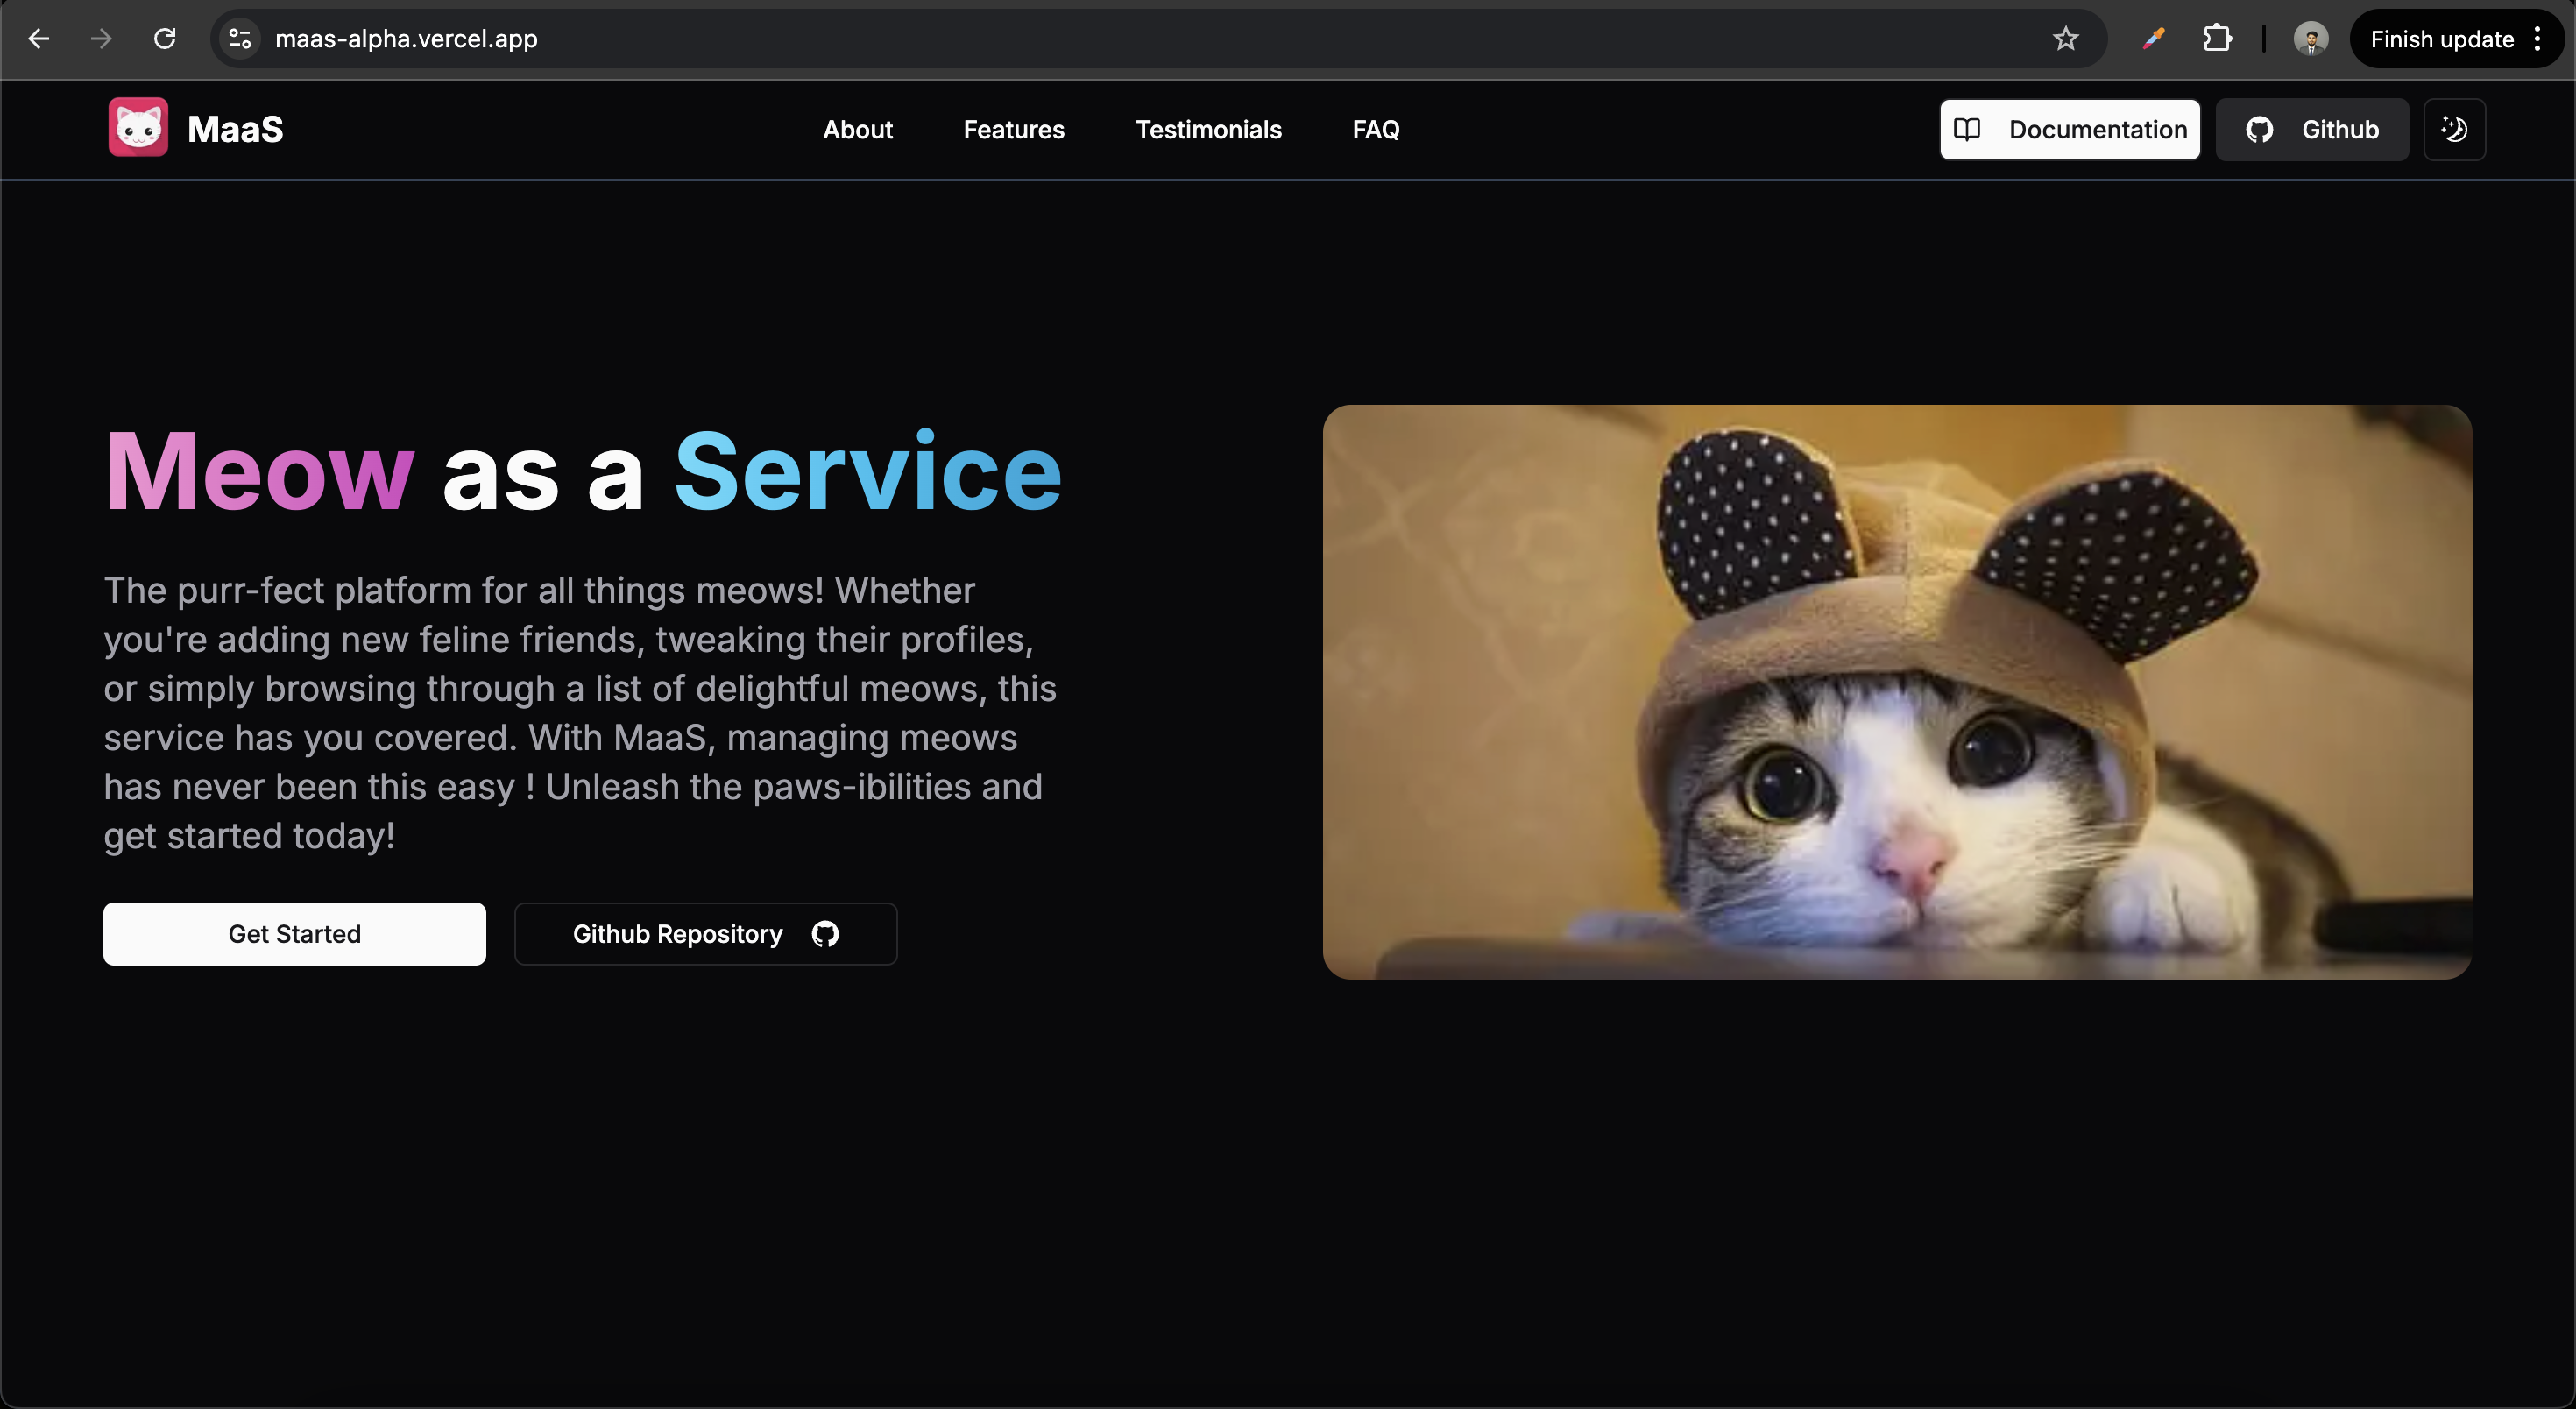 maas-alpha.vercel.app
Finish update
MaaS
About
Features
Testimonials
FAQ
Documentation
Github
Meow as a Service
The purr-fect platform for all things meows! Whether
you're adding new feline friends, tweaking their profiles,
or simply browsing through a list of delightful meows, this
service has you covered. With MaaS, managing meows
has never been this easy ! Unleash the paws-ibilities and
get started today!
Get Started
Github Repository